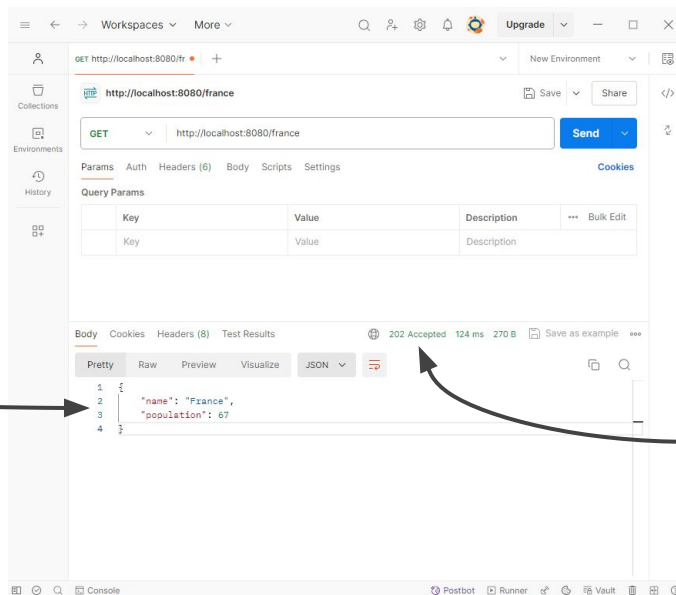 Workspaces More Upgrade
GET http://localhost:8080/fr New Environment
HTTP http://localhost:8080/france Save Share
Collections
GET http://localhost:8080/france Send
Environments
Params Auth Headers (6) Body Scripts Settings Cookies
History
Query Params
Key Value Description Bulk Edit
Key Value Description
Body Cookies Headers (8) Test Results 202 Accepted 124 ms 270 B Save as example
Pretty Raw Preview Visualize JSON
1 {
2 "name": "France",
3 "population": 67
4 }
Console Postbot Runner Vault